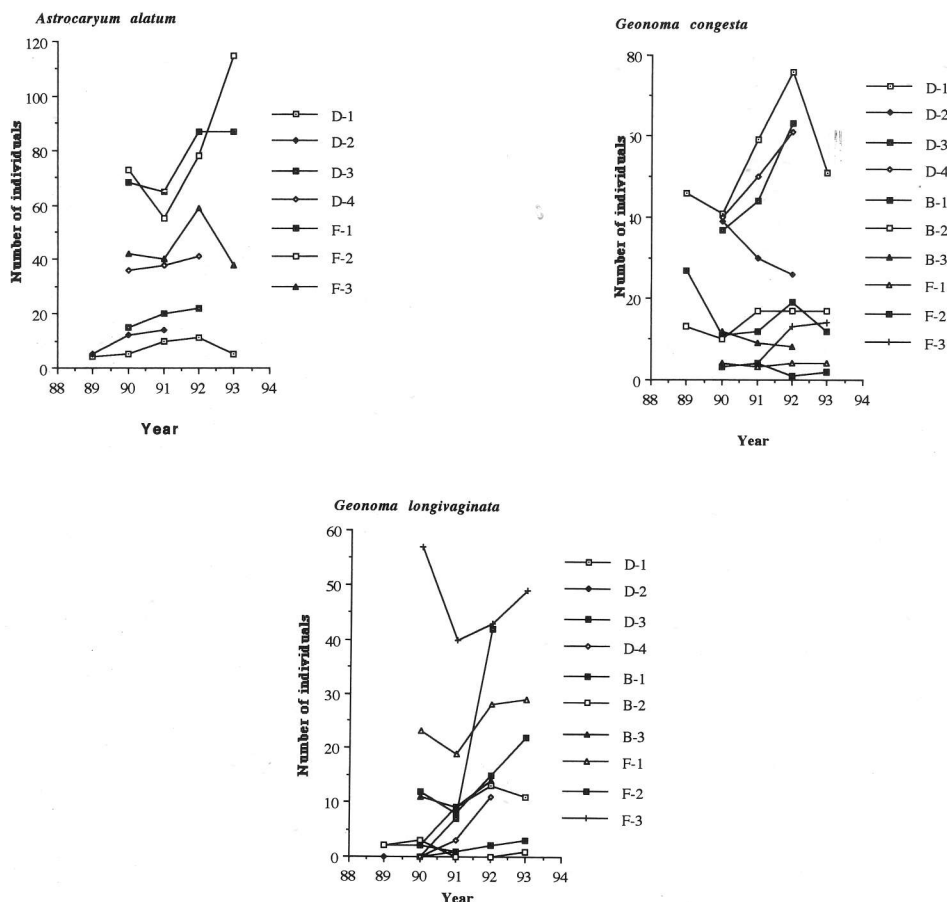 Astrocaryum alatum
120
100
80
60
40
20
0
88 89 90 91 92 93 94
Year
Number of individuals
D-1
D-2
D-3
D-4
F-1
F-2
F-3
Geonoma congesta
80
60
40
20
0
88 89 90 91 92 93 94
Year
Number of individuals
D-1
D-2
D-3
D-4
B-1
B-2
B-3
F-1
F-2
F-3
Geonoma longivaginata
60
50
40
30
20
10
0
88 89 90 91 92 93 94
Year
Number of individuals
D-1
D-2
D-3
D-4
B-1
B-2
B-3
F-1
F-2
F-3